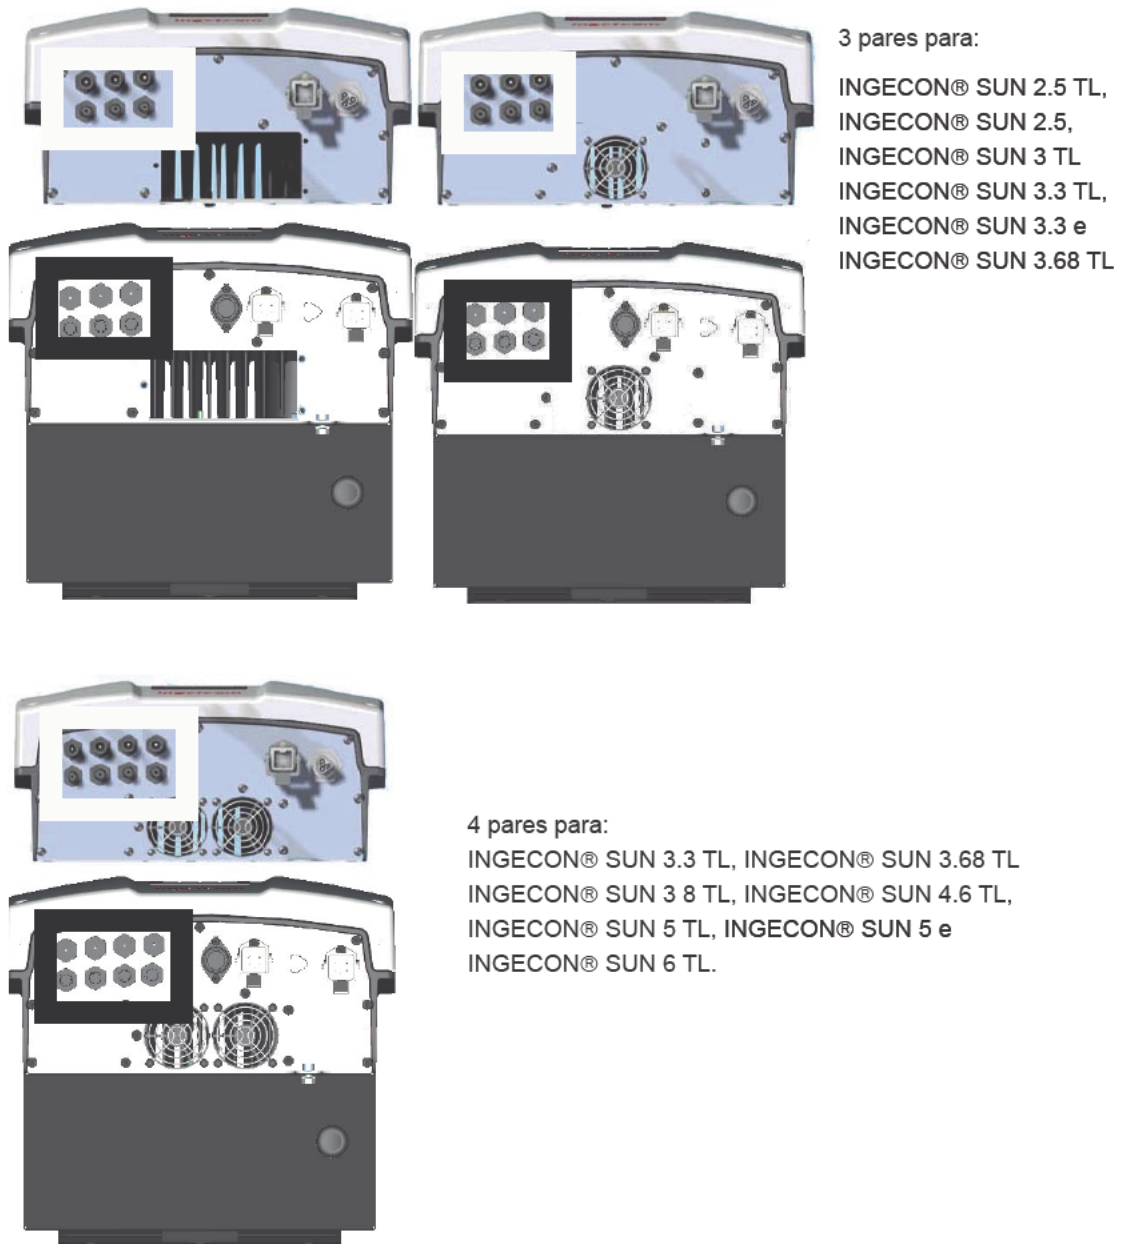 3 pares para:
INGECON® SUN 2.5 TL,
INGECON® SUN 2.5,
INGECON® SUN 3 TL
INGECON® SUN 3.3 TL,
INGECON® SUN 3.3 e
INGECON® SUN 3.68 TL
4 pares para:
INGECON® SUN 3.3 TL, INGECON® SUN 3.68 TL
INGECON® SUN 3 8 TL, INGECON® SUN 4.6 TL,
INGECON® SUN 5 TL, INGECON® SUN 5 e
INGECON® SUN 6 TL.